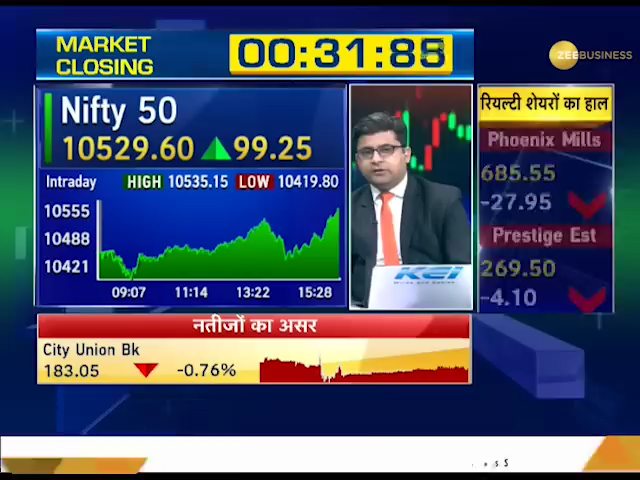 MARKET
CLOSING
00:31:85
ZEE BUSINESS
Nifty 50
10529.60 99.25
Intraday HIGH 10535.15 LOW 10419.80
10555
10488
10421
09:07 11:14 13:22 15:28
KEI
रियल्टी शेयरों का हाल
Phoenix Mills
685.55
-27.95
Prestige Est
269.50
-4.10
नतीजों का असर
City Union Bk
183.05 -0.76%